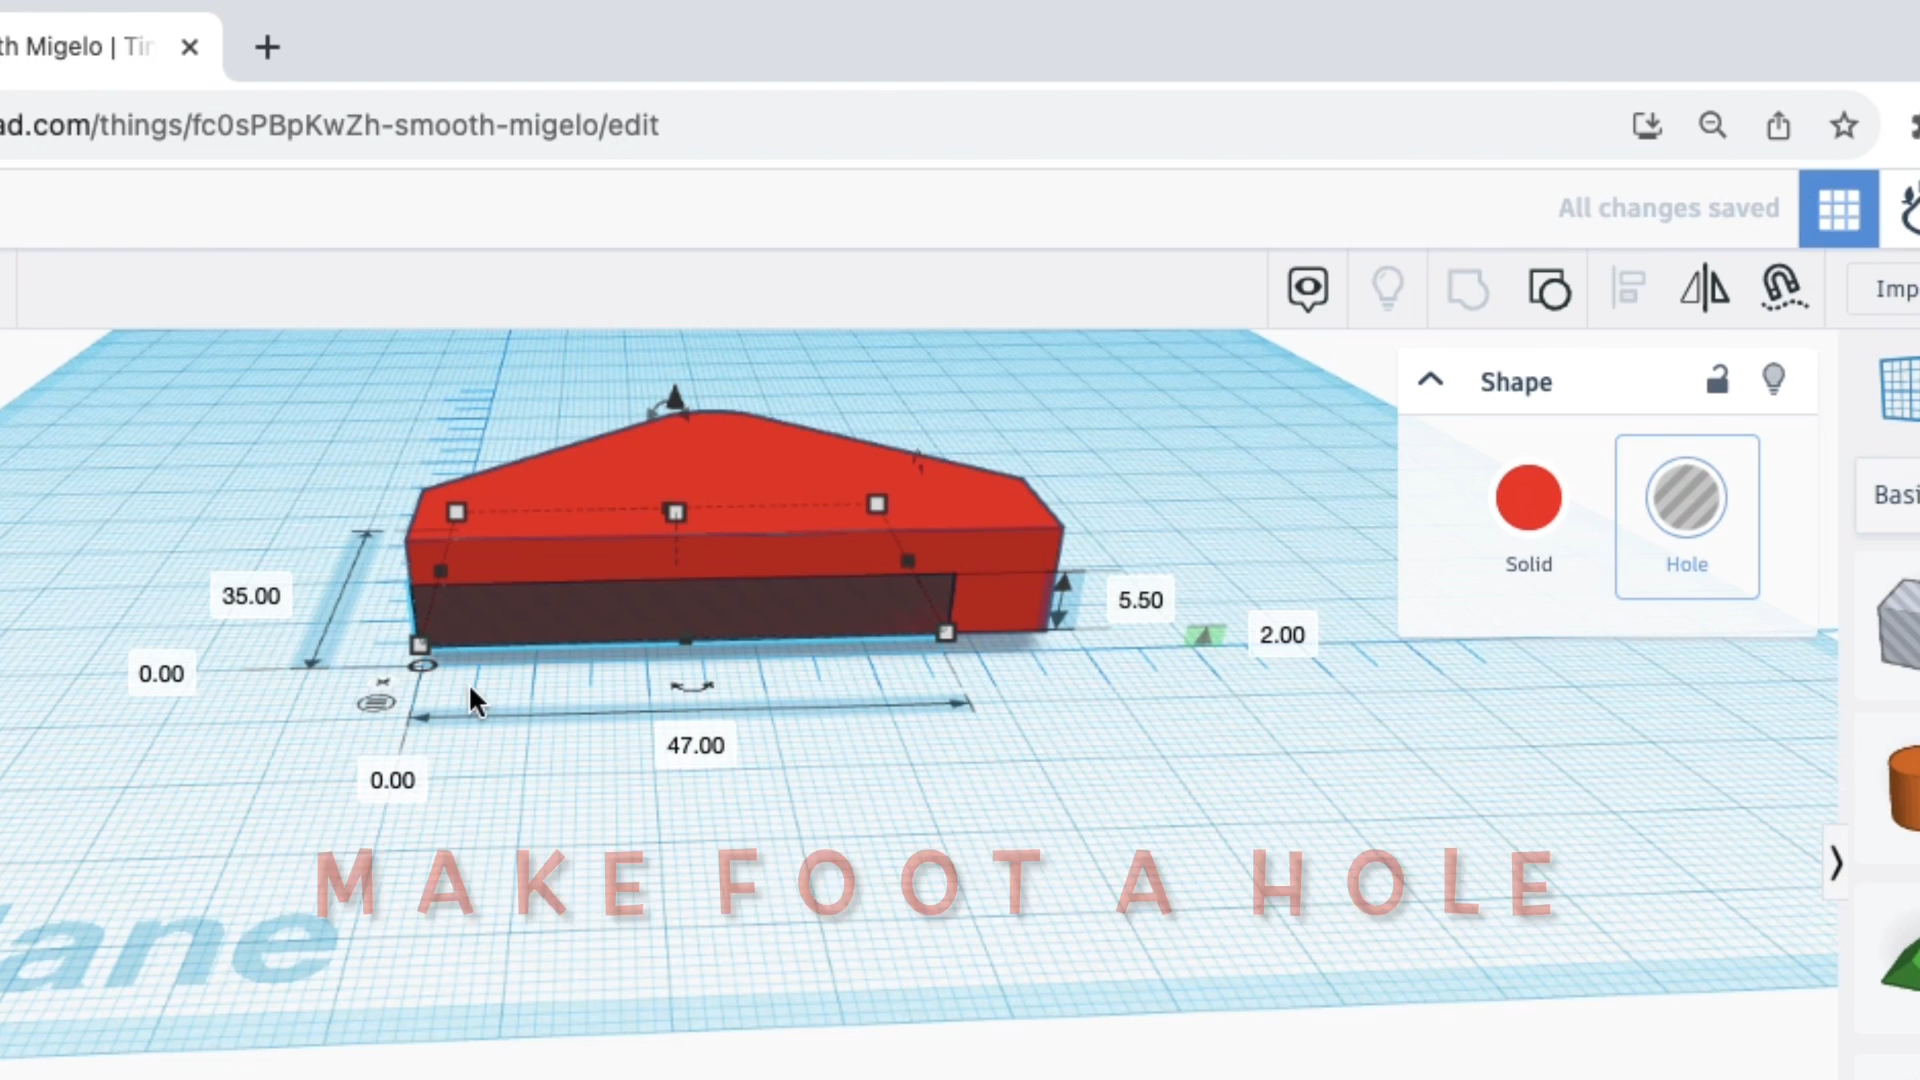 th Migelo | Tin
ad.com/things/fc0sPBpKwZh-smooth-migelo/edit
All changes saved
Imp
Shape
Basi
Solid
Hole
35.00
5.50
2.00
0.00
47.00
0.00
MAKE FOOT A HOLE
ane